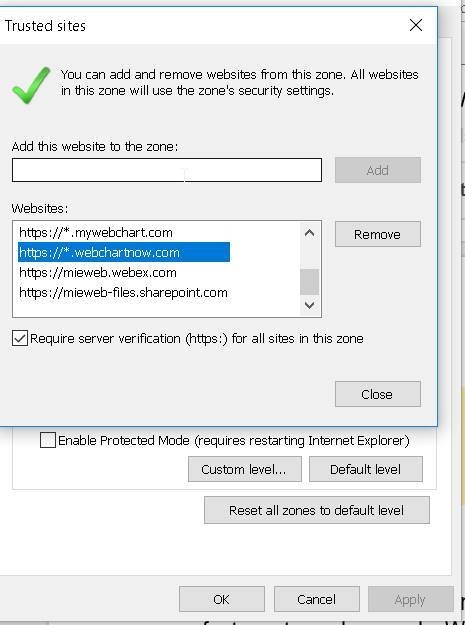 Trusted sites
You can add and remove websites from this zone. All websites
in this zone will use the zone's security settings.
Add this website to the zone:
Add
Websites:
https://*.mywebchart.com
https://*.webchartnow.com
https://mieweb.webex.com
https://mieweb-files.sharepoint.com
Remove
Require server verification (https:) for all sites in this zone
Close
Enable Protected Mode (requires restarting Internet Explorer)
Custom level...
Default level
Reset all zones to default level
OK
Cancel
Apply